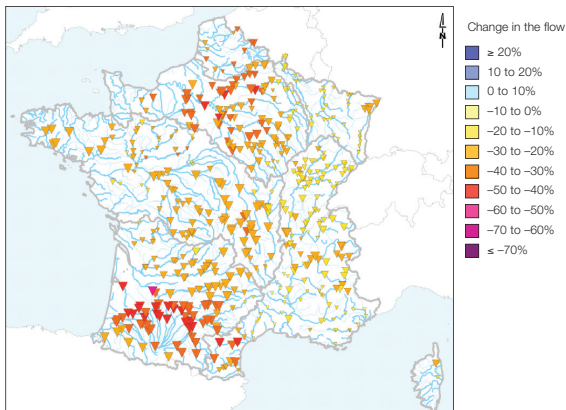 N
Change in the flow
≥ 20%
10 to 20%
0 to 10%
–10 to 0%
–20 to –10%
–30 to –20%
–40 to –30%
–50 to –40%
–60 to –50%
–70 to –60%
≤ –70%